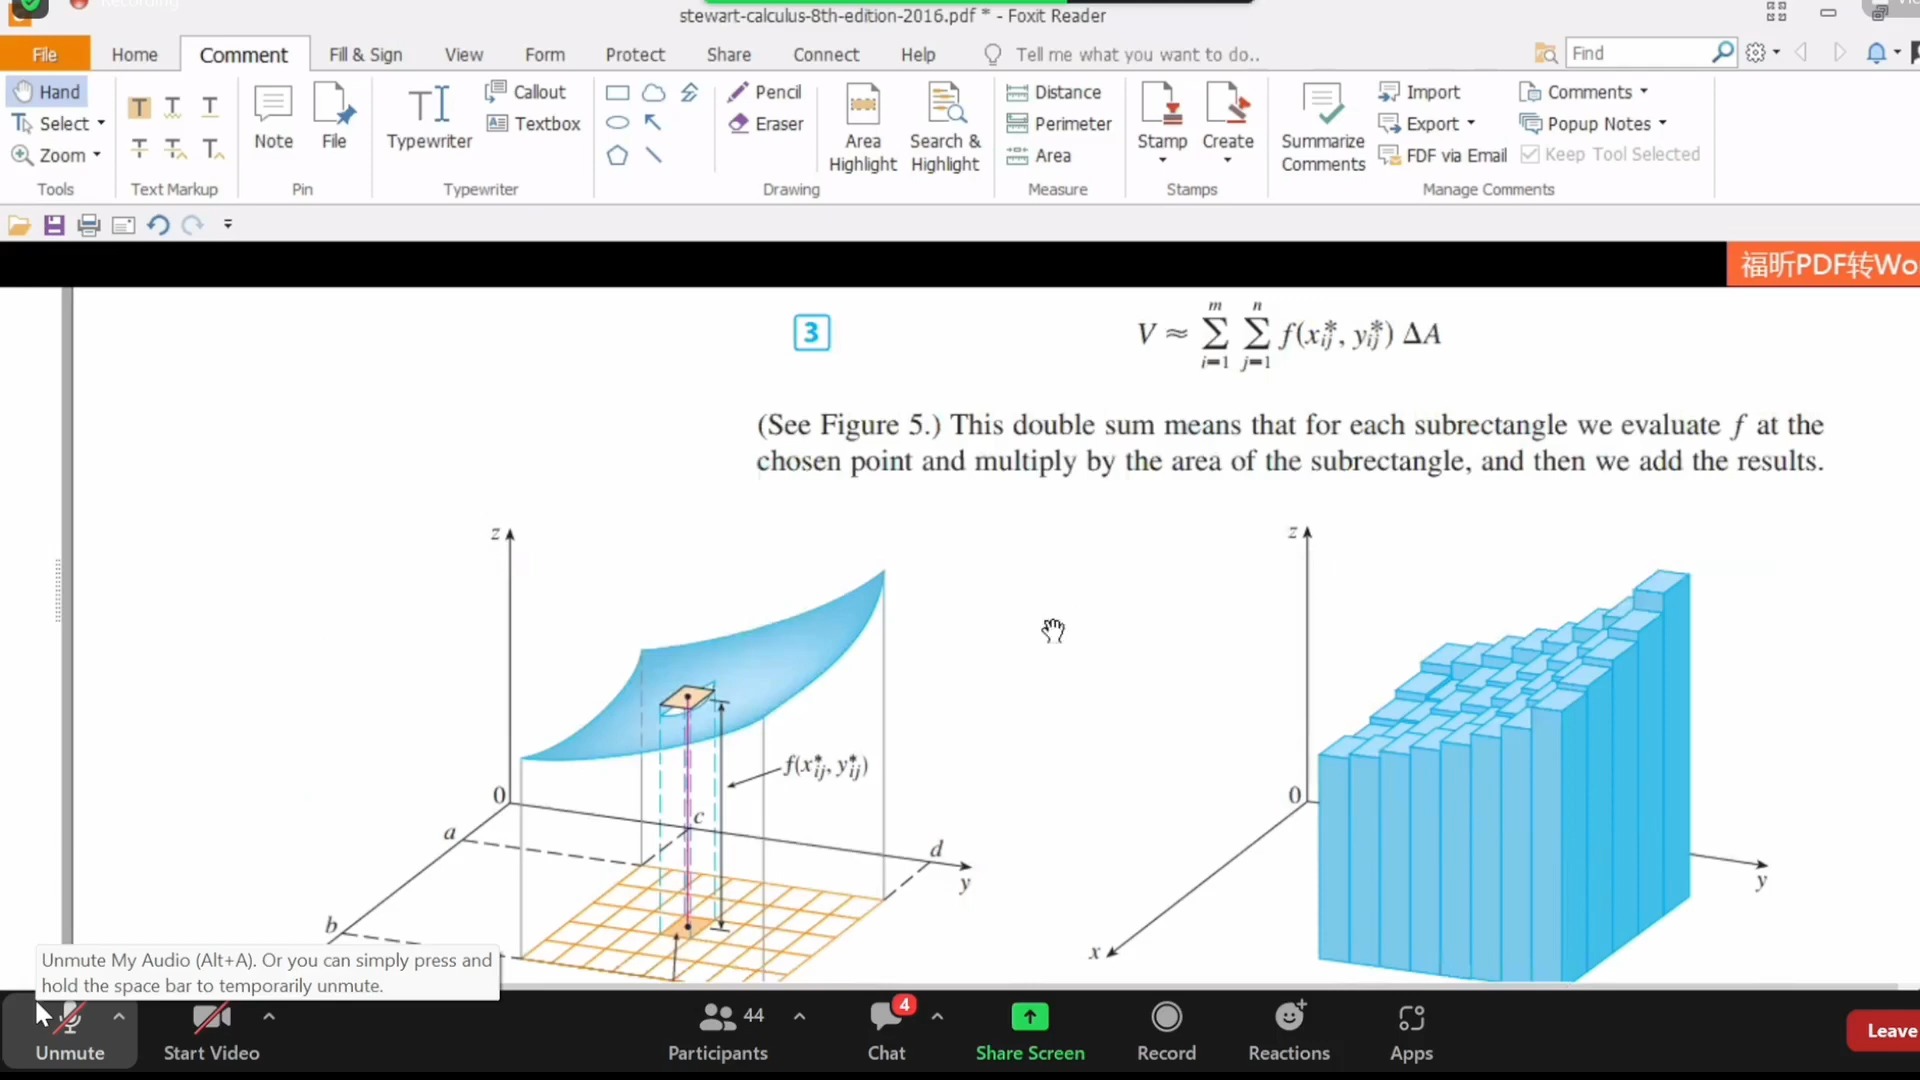 Recording
stewart-calculus-8th-edition-2016.pdf * - Foxit Reader
File Home Comment Fill & Sign View Form Protect Share Connect Help Tell me what you want to do.. Find
Hand
Select
Zoom
Tools
Text Markup
Note
File
Pin
Typewriter
Callout
Textbox
Typewriter
Pencil
Eraser
Area Highlight
Search & Highlight
Drawing
Distance
Perimeter
Area
Measure
Stamp
Create
Stamps
Summarize Comments
Import
Export
FDF via Email
Comments
Popup Notes
Keep Tool Selected
Manage Comments
福昕PDF转Wo
3
V ≈ ∑_{i=1}^{m} ∑_{j=1}^{n} f(x_{ij}^*, y_{ij}^*) ΔA
(See Figure 5.) This double sum means that for each subrectangle we evaluate f at the
chosen point and multiply by the area of the subrectangle, and then we add the results.
z
z
f(x_{ij}^*, y_{ij}^*)
0
0
c
a
d
y
y
b
x
Unmute My Audio (Alt+A). Or you can simply press and
hold the space bar to temporarily unmute.
44
4
Unmute
Start Video
Participants
Chat
Share Screen
Record
Reactions
Apps
Leave